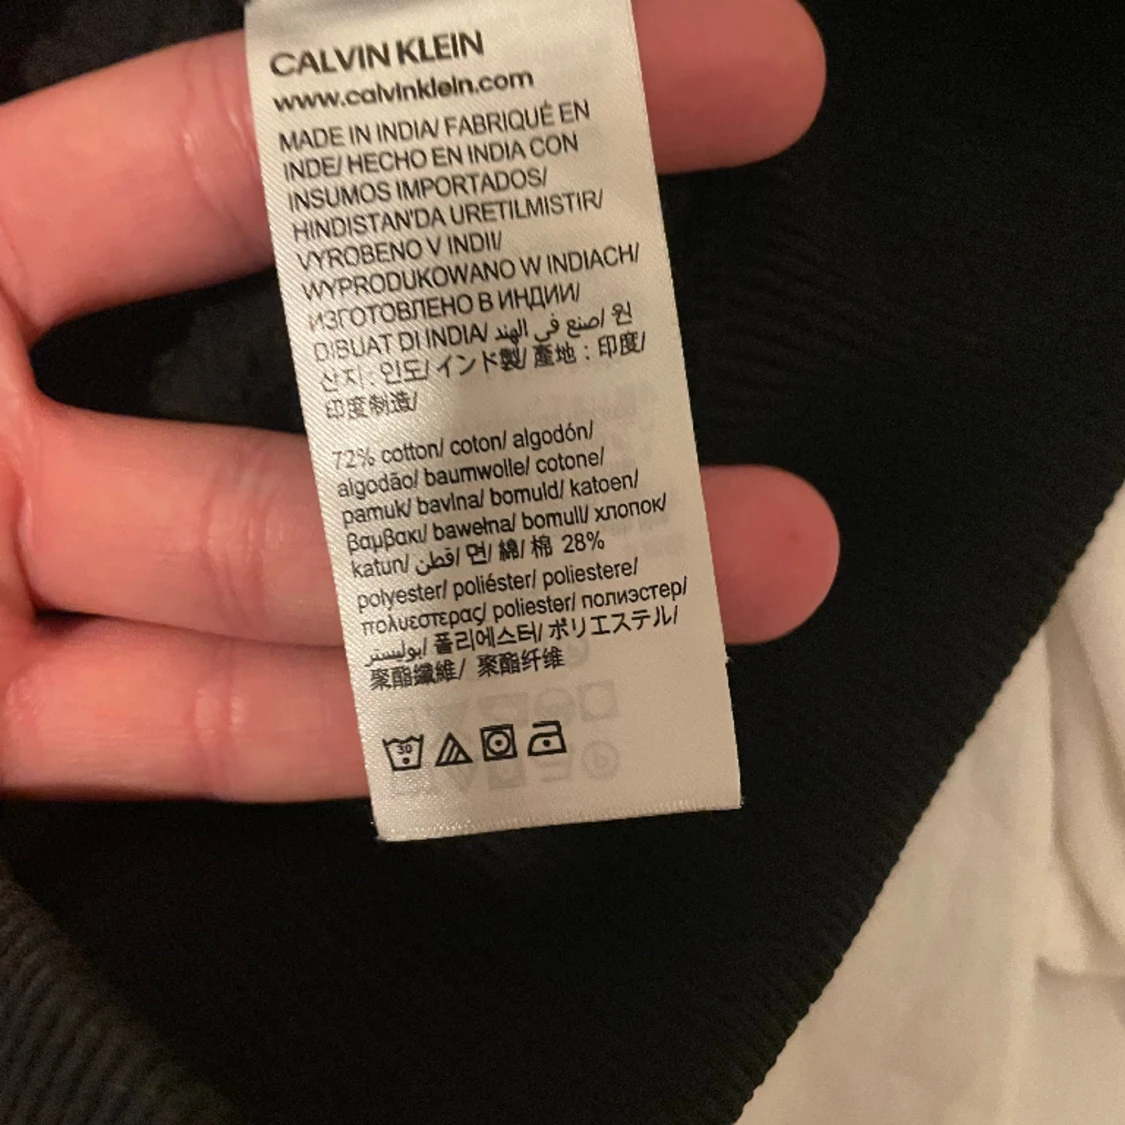 CALVIN KLEIN
www.calvinklein.com
MADE IN INDIA/ FABRIQUÉ EN
INDE/ HECHO EN INDIA CON
INSUMOS IMPORTADOS/
HINDISTAN'DA URETILMISTIR/
VYROBENO V INDII/
WYPRODUKOWANO W INDIACH/
ИЗГОТОВЛЕНО В ИНДИИ/
DIBUAT DI INDIA/ صنع في الهند/ 원
산지: 인도/ インド製/ 產地：印度/
印度制造/
72% cotton/ coton/ algodón/
algodão/ baumwolle/ cotone/
pamuk/ bavlna/ bomuld/ katoen/
βαμβακι/ bawełna/ bomull/ хлопок/
katun/ قطن/ 면/ 綿/ 棉 28%
polyester/ poliéster/ poliestere/
πολυεστερας/ poliester/ полиэстер/
بوليستر/ 폴리에스터/ ポリエステル/
聚酯纖維/ 聚酯纤维
30